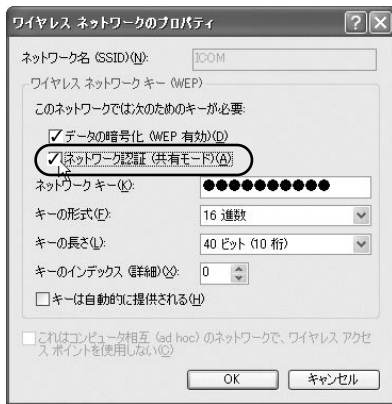 ワイヤレス ネットワークのプロパティ
ネットワーク名 (SSID)(N):
ICOM
ワイヤレス ネットワーク キー (WEP)
このネットワークでは次のためのキーが必要:
データの暗号化 (WEP 有効)(D)
ネットワーク認証 (共有モード)(A)
ネットワーク キー(K):
●●●●●●●●●●
キーの形式(F):
16 進数
キーの長さ(L):
40 ビット (10 桁)
キーのインデックス (詳細)(X):
0
キーは自動的に提供される(H)
これはコンピュータ相互 (ad hoc) のネットワークで、ワイヤレス アクセ
ス ポイントを使用しない(C)
OK
キャンセル